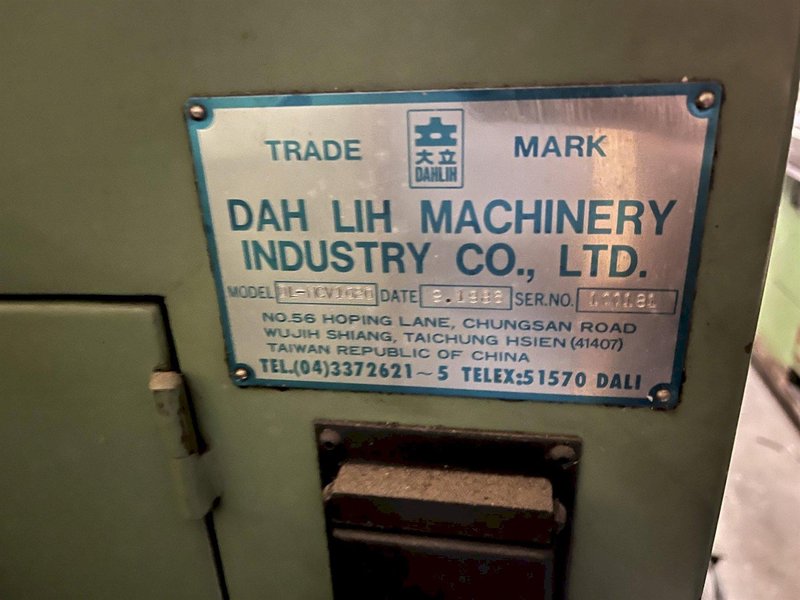 TRADE 大立 MARK
DAHLIH
DAH LIH MACHINERY
INDUSTRY CO., LTD.
MODEL DATE SER.NO.
NO.56 HOPING LANE, CHUNGSAN ROAD
WUJIH SHIANG, TAICHUNG HSIEN (41407)
TAIWAN REPUBLIC OF CHINA
TEL.(04)3372621~5 TELEX:51570 DALI